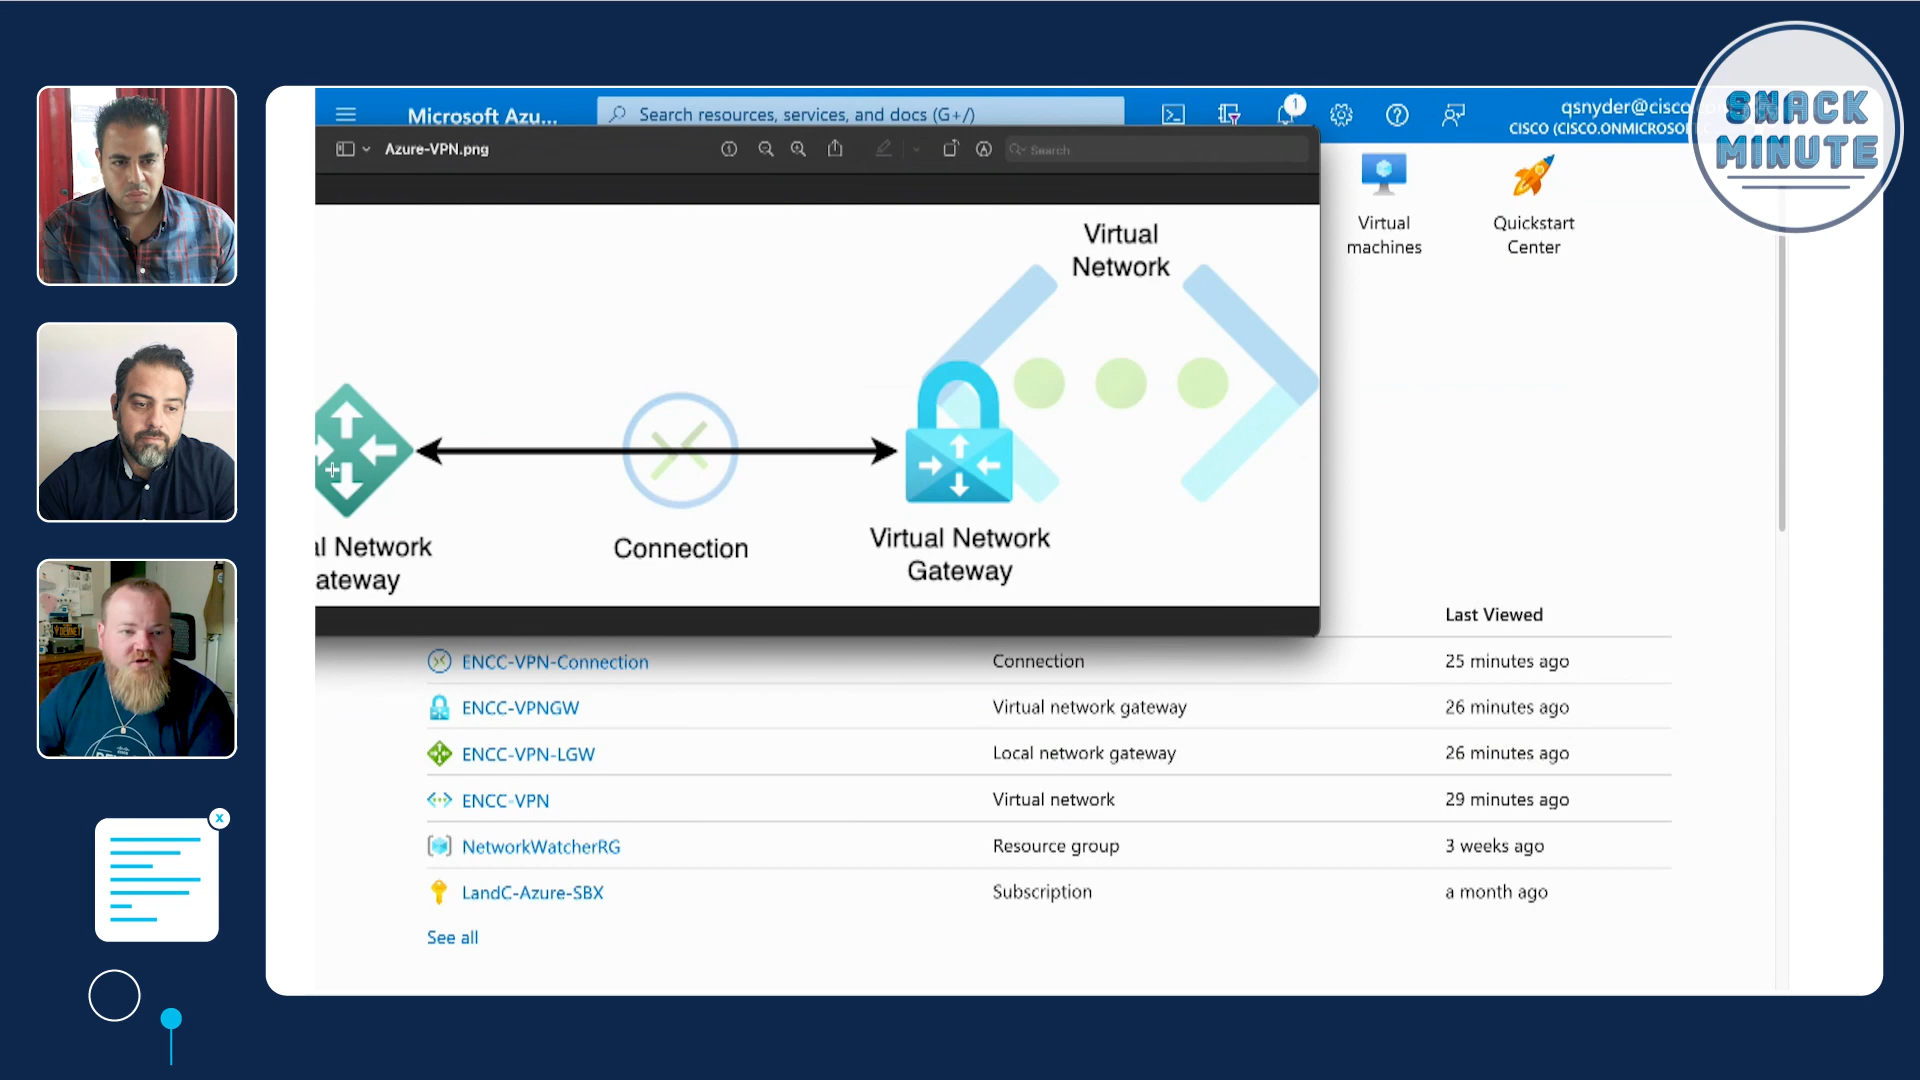 Microsoft Azu...
Search resources, services, and docs (G+/)
1
qsnyder@cisco
CISCO (CISCO.ONMICROSOF
SNACK
MINUTE
Azure-VPN.png
Search
Virtual
machines
Quickstart
Center
Virtual
Network
al Network
ateway
Connection
Virtual Network
Gateway
Last Viewed
ENCC-VPN-Connection Connection 25 minutes ago
ENCC-VPNGW Virtual network gateway 26 minutes ago
ENCC-VPN-LGW Local network gateway 26 minutes ago
ENCC-VPN Virtual network 29 minutes ago
NetworkWatcherRG Resource group 3 weeks ago
LandC-Azure-SBX Subscription a month ago
See all
x